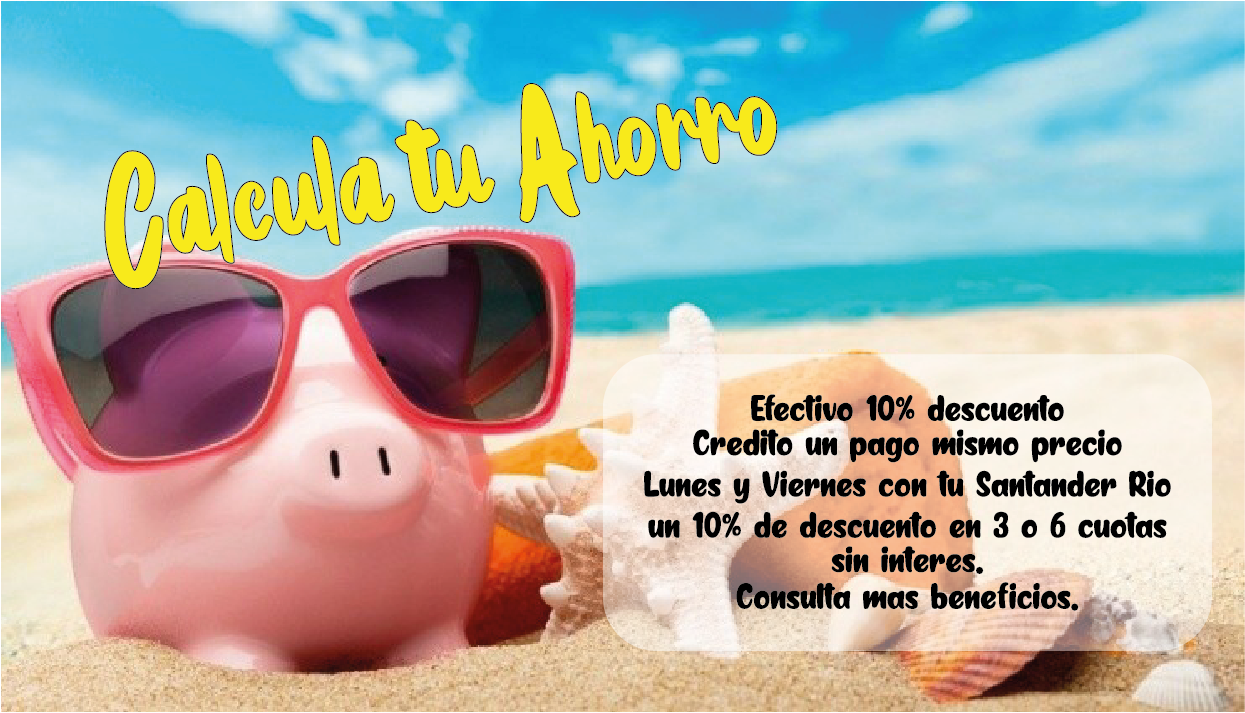 Calcula tu Ahorro
Efectivo 10% descuento
Credito un pago mismo precio
Lunes y Viernes con tu Santander Rio
un 10% de descuento en 3 o 6 cuotas
sin interes.
Consulta mas beneficios.